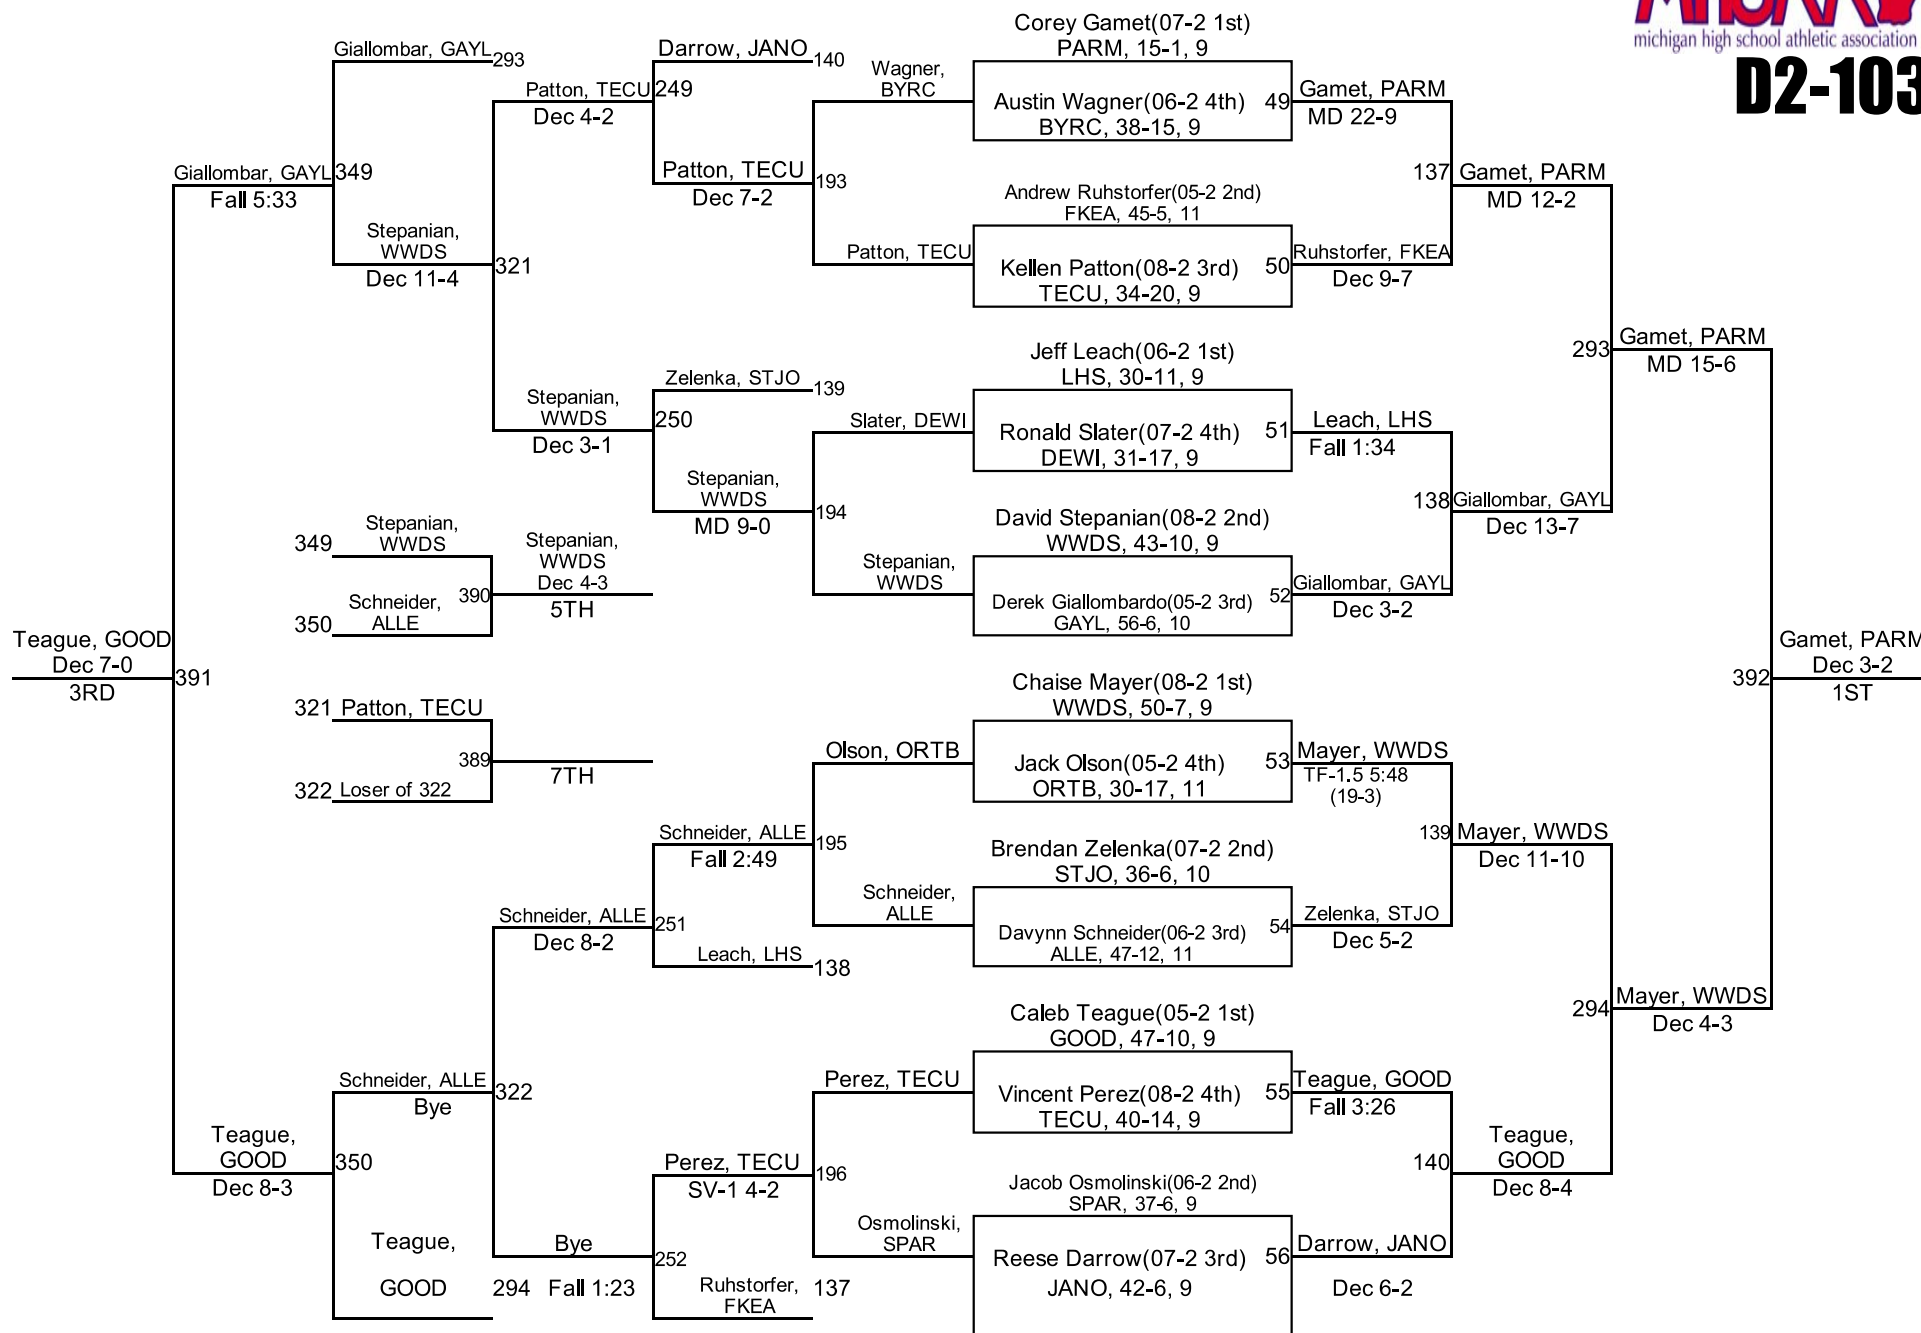 michigan high school athletic association
D2-103
Giallombar, GAYL
293
Giallombar, GAYL
349
Fall 5:33
Stepanian,
WWDS
Dec 11-4
321
Patton, TECU
249
Dec 4-2
Darrow, JANO
140
Patton, TECU
193
Dec 7-2
Wagner,
BYRC
Patton, TECU
Stepanian,
WWDS
250
Dec 3-1
Zelenka, STJO
139
Stepanian,
WWDS
194
MD 9-0
Slater, DEWI
Stepanian,
WWDS
349
Stepanian,
WWDS
350
Schneider,
ALLE
390
Stepanian,
WWDS
Dec 4-3
5TH
Teague, GOOD
Dec 7-0
391
3RD
321 Patton, TECU
389
7TH
322 Loser of 322
Schneider, ALLE
195
Fall 2:49
Olson, ORTB
Schneider,
ALLE
Schneider, ALLE
251
Dec 8-2
Leach, LHS
138
Schneider, ALLE
322
Bye
Teague,
GOOD
350
Dec 8-3
Teague,
GOOD
294
Bye
252
Fall 1:23
Perez, TECU
196
SV-1 4-2
Ruhstorfer,
FKEA
137
Perez, TECU
Osmolinski,
SPAR
Corey Gamet(07-2 1st)
PARM, 15-1, 9
Austin Wagner(06-2 4th)
BYRC, 38-15, 9
49
Andrew Ruhstorfer(05-2 2nd)
FKEA, 45-5, 11
Kellen Patton(08-2 3rd)
TECU, 34-20, 9
50
Jeff Leach(06-2 1st)
LHS, 30-11, 9
Ronald Slater(07-2 4th)
DEWI, 31-17, 9
51
David Stepanian(08-2 2nd)
WWDS, 43-10, 9
Derek Giallombardo(05-2 3rd)
GAYL, 56-6, 10
52
Chaise Mayer(08-2 1st)
WWDS, 50-7, 9
Jack Olson(05-2 4th)
ORTB, 30-17, 11
53
Brendan Zelenka(07-2 2nd)
STJO, 36-6, 10
Davynn Schneider(06-2 3rd)
ALLE, 47-12, 11
54
Caleb Teague(05-2 1st)
GOOD, 47-10, 9
Vincent Perez(08-2 4th)
TECU, 40-14, 9
55
Jacob Osmolinski(06-2 2nd)
SPAR, 37-6, 9
Reese Darrow(07-2 3rd)
JANO, 42-6, 9
56
Gamet, PARM
MD 22-9
Ruhstorfer, FKEA
Dec 9-7
137
Gamet, PARM
MD 12-2
Leach, LHS
Fall 1:34
Giallombar, GAYL
Dec 3-2
138
Giallombar, GAYL
Dec 13-7
293
Gamet, PARM
MD 15-6
Mayer, WWDS
TF-1.5 5:48
(19-3)
Zelenka, STJO
Dec 5-2
139
Mayer, WWDS
Dec 11-10
Teague, GOOD
Fall 3:26
Darrow, JANO
Dec 6-2
140
Teague,
GOOD
Dec 8-4
294
Mayer, WWDS
Dec 4-3
392
Gamet, PARM
Dec 3-2
1ST